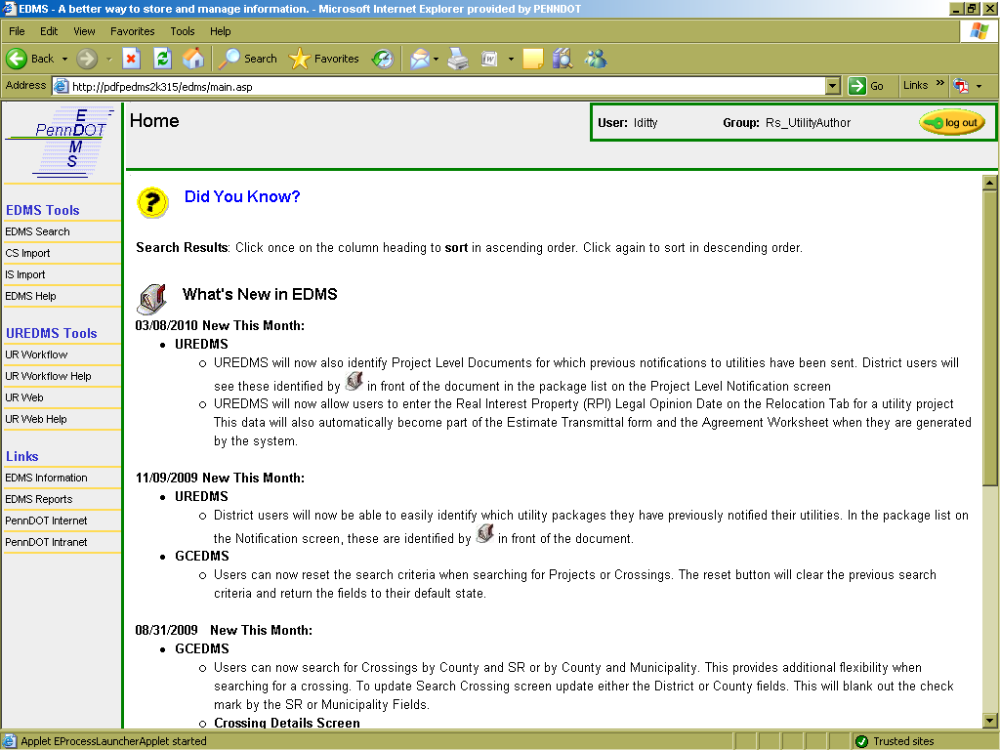 EDMS - A better way to store and manage information. - Microsoft Internet Explorer provided by PENNDOT
File Edit View Favorites Tools Help
Back Search Favorites
Address http://pdfpedms2k315/edms/main.asp Go Links »
PennDOT
EDMS
Home
User: lditty Group: Rs_UtilityAuthor log out
EDMS Tools
EDMS Search
CS Import
IS Import
EDMS Help
UREDMS Tools
UR Workflow
UR Workflow Help
UR Web
UR Web Help
Links
EDMS Information
EDMS Reports
PennDOT Internet
PennDOT Intranet
? Did You Know?
Search Results: Click once on the column heading to sort in ascending order. Click again to sort in descending order.
What's New in EDMS
03/08/2010 New This Month:
• UREDMS
o UREDMS will now also identify Project Level Documents for which previous notifications to utilities have been sent. District users will
see these identified by in front of the document in the package list on the Project Level Notification screen
o UREDMS will now allow users to enter the Real Interest Property (RPI) Legal Opinion Date on the Relocation Tab for a utility project
This data will also automatically become part of the Estimate Transmittal form and the Agreement Worksheet when they are generated
by the system.
11/09/2009 New This Month:
• UREDMS
o District users will now be able to easily identify which utility packages they have previously notified their utilities. In the package list on
the Notification screen, these are identified by in front of the document.
• GCEDMS
o Users can now reset the search criteria when searching for Projects or Crossings. The reset button will clear the previous search
criteria and return the fields to their default state.
08/31/2009 New This Month:
• GCEDMS
o Users can now search for Crossings by County and SR or by County and Municipality. This provides additional flexibility when
searching for a crossing. To update Search Crossing screen update either the District or County fields. This will blank out the check
mark by the SR or Municipality Fields.
o Crossing Details Screen
Applet EProcessLauncherApplet started Trusted sites